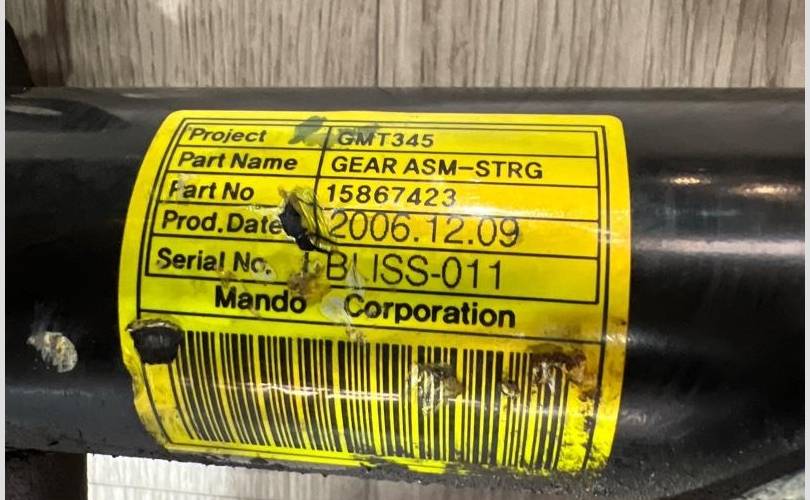 Project GMT345
Part Name GEAR ASM-STRG
Part No 15867423
Prod.Date 2006.12.09
Serial No. BLISS-011
Mando Corporation